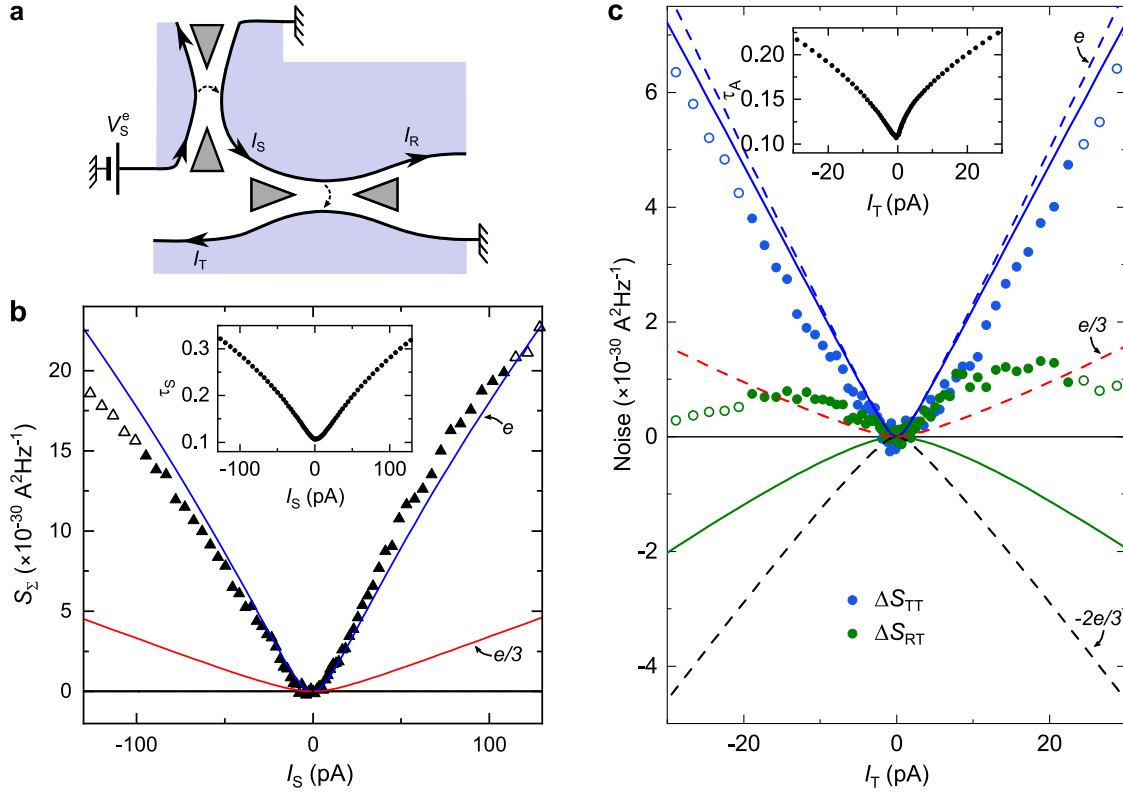 a
V_S^e
I_S
I_R
I_T
b
S_Σ (×10⁻³⁰ A²Hz⁻¹)
20
15
10
5
0
-100
0
100
I_S (pA)
e
e/3
τ_S
0.3
0.2
0.1
-100
0
100
I_S (pA)
c
Noise (×10⁻³⁰ A²Hz⁻¹)
6
4
2
0
-2
-4
-20
0
20
I_T (pA)
e
e/3
-2e/3
ΔS_TT
ΔS_RT
τ_A
0.20
0.15
0.10
-20
0
20
I_T (pA)